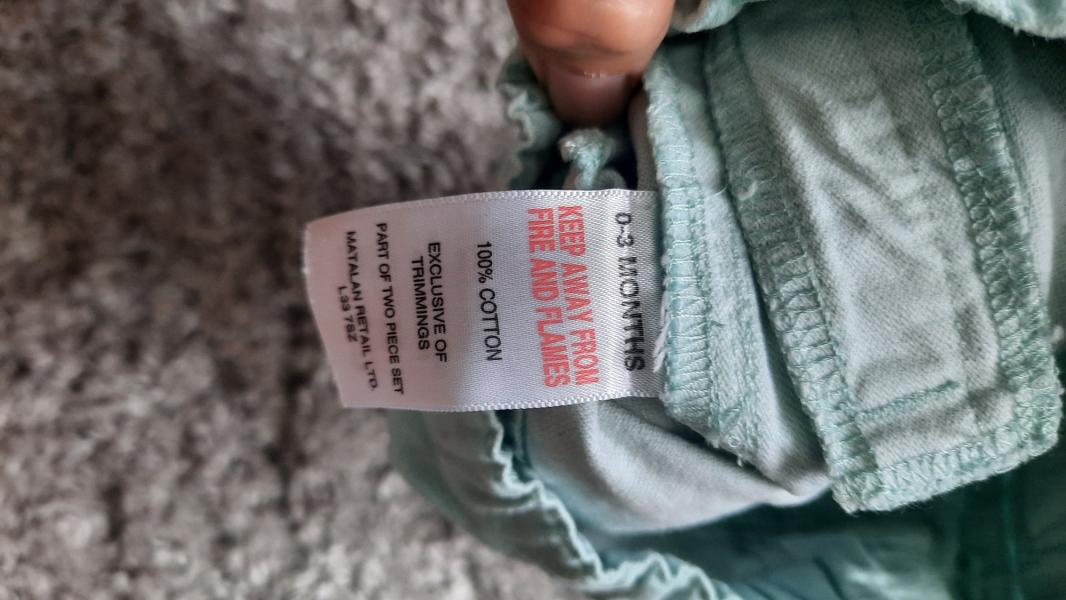 0-3 MONTHS
KEEP AWAY FROM
FIRE AND FLAMES
100% COTTON
EXCLUSIVE OF
TRIMMINGS
PART OF TWO PIECE SET
MATALAN RETAIL LTD.
L33 7SZ